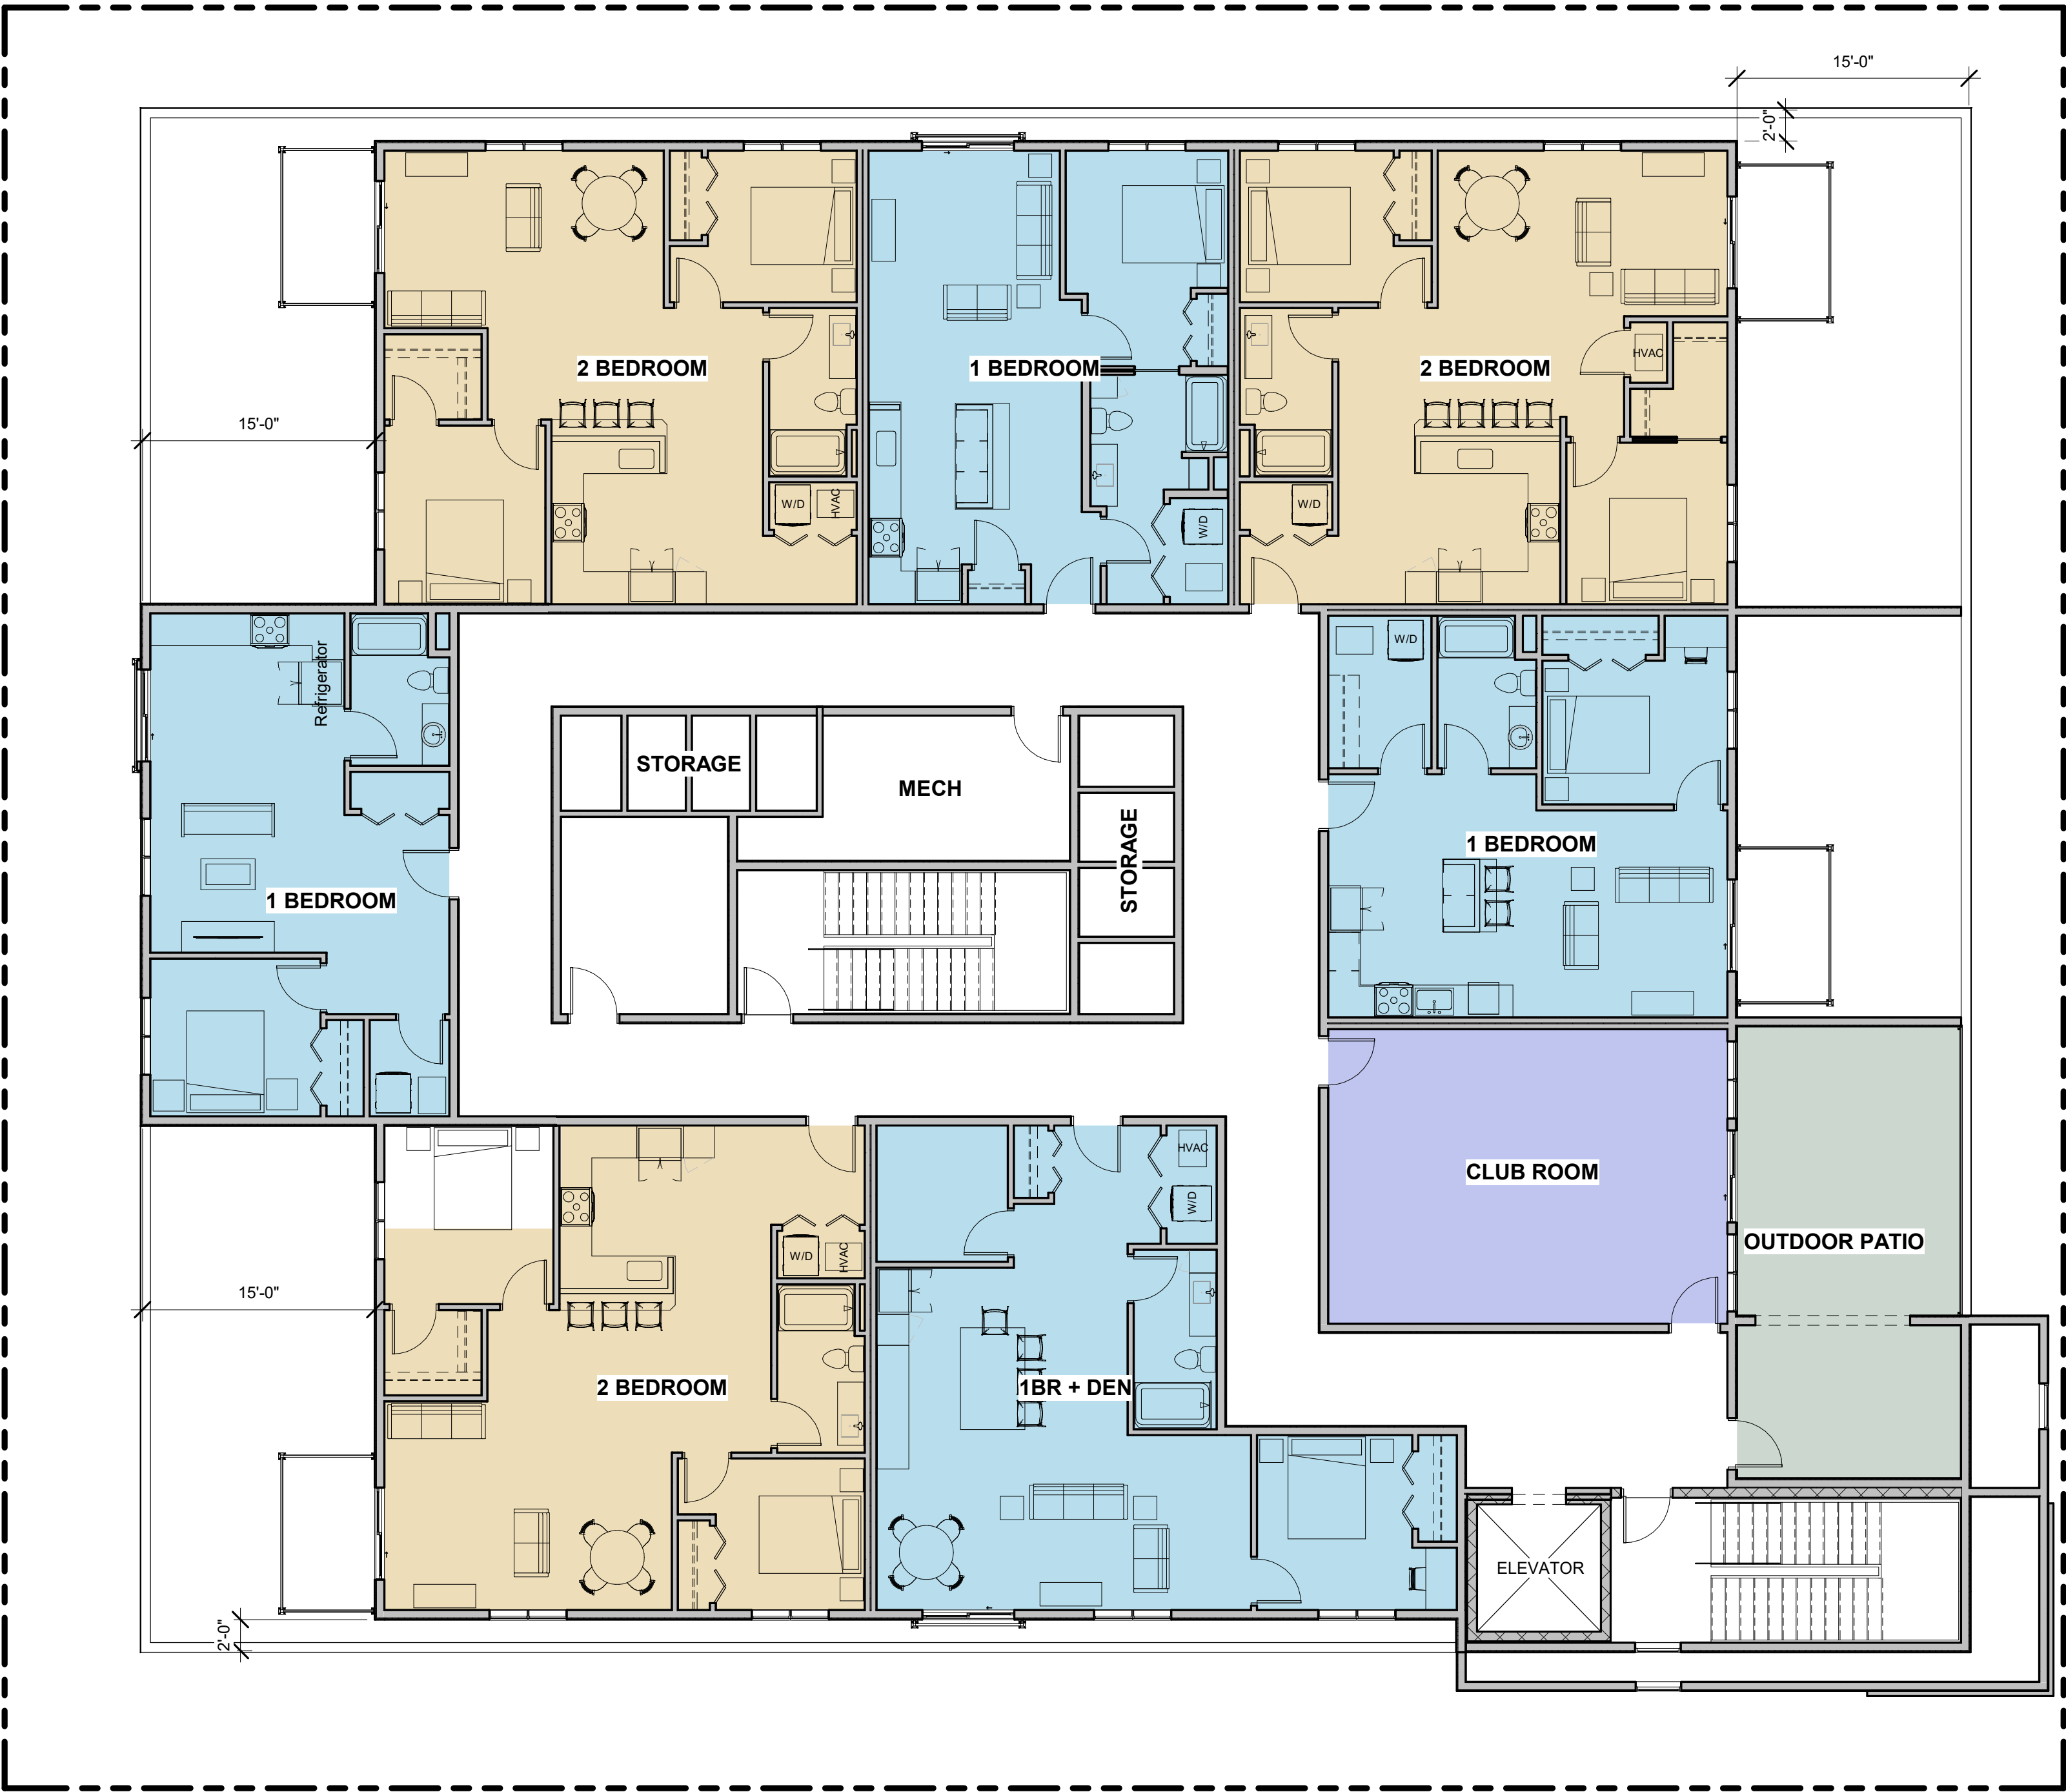 15'-0"
2'-0"
2 BEDROOM
1 BEDROOM
2 BEDROOM
HVAC
15'-0"
W/D
HVAC
W/D
W/D
Refrigerator
W/D
STORAGE
MECH
STORAGE
1 BEDROOM
1 BEDROOM
HVAC
W/D
CLUB ROOM
W/D
HVAC
OUTDOOR PATIO
15'-0"
2 BEDROOM
1BR + DEN
ELEVATOR
2'-0"